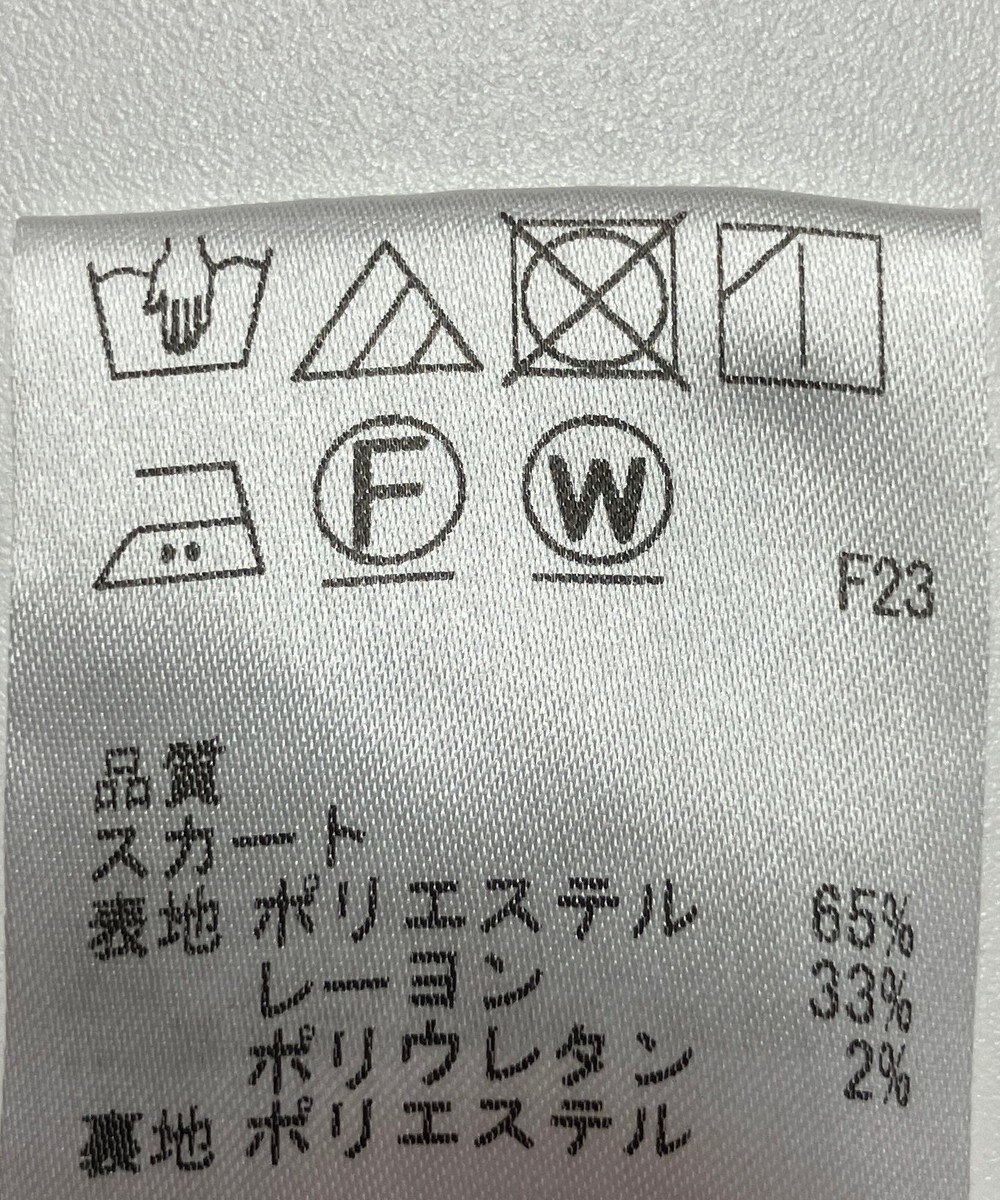 F W
F23
品質
スカート
表地 ポリエステル 65%
レーヨン 33%
ポリウレタン 2%
裏地 ポリエステル